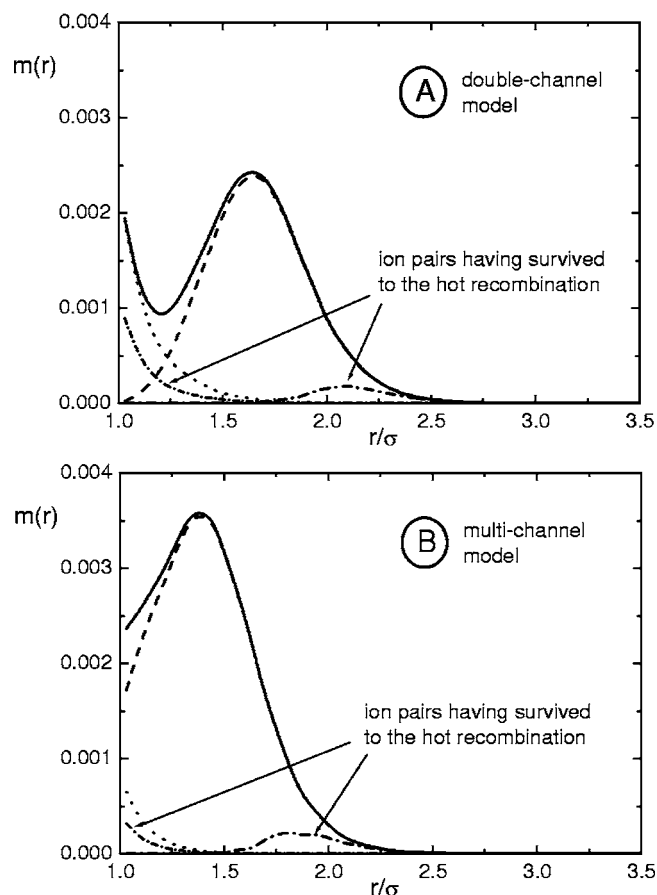 0.004
m(r)
A
double-channel
model
0.003
0.002
ion pairs having survived
to the hot recombination
0.001
0.000
1.0 1.5 2.0 2.5 3.0 3.5
r/σ
0.004
m(r)
B
multi-channel
model
0.003
0.002
ion pairs having survived
to the hot recombination
0.001
0.000
1.0 1.5 2.0 2.5 3.0 3.5
r/σ